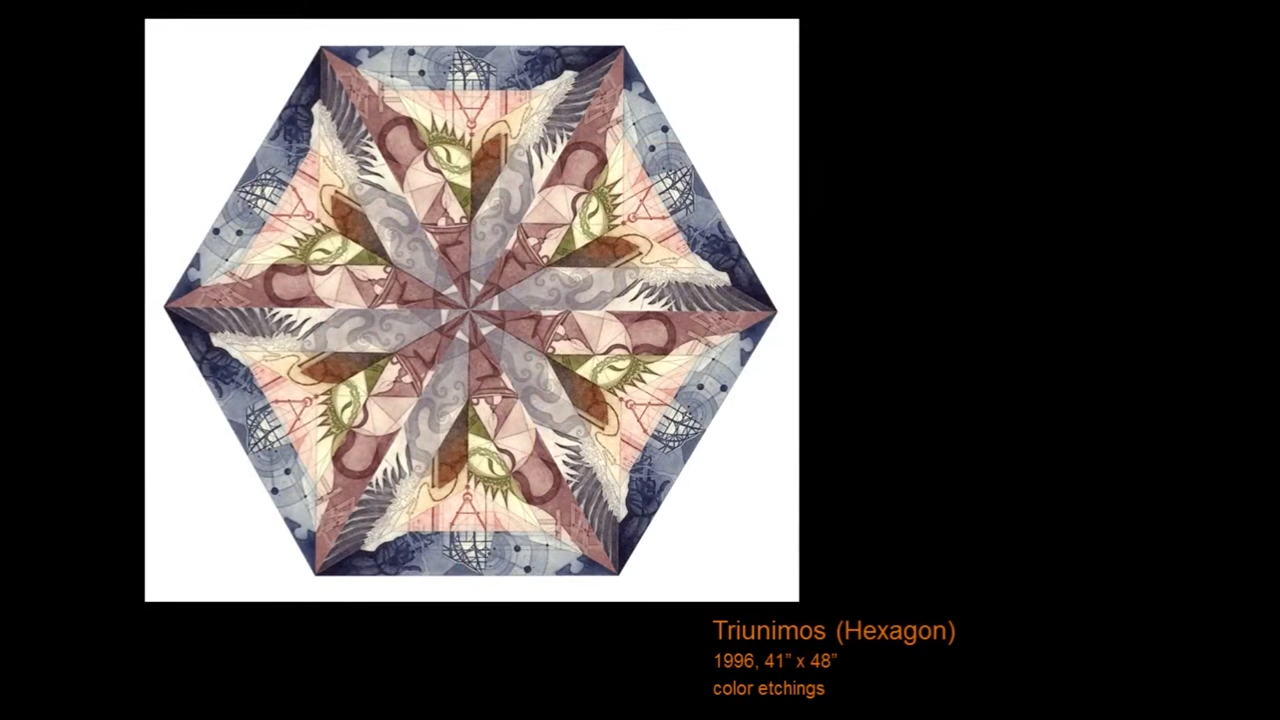 Triunimos (Hexagon)
1996, 41” x 48”
color etchings